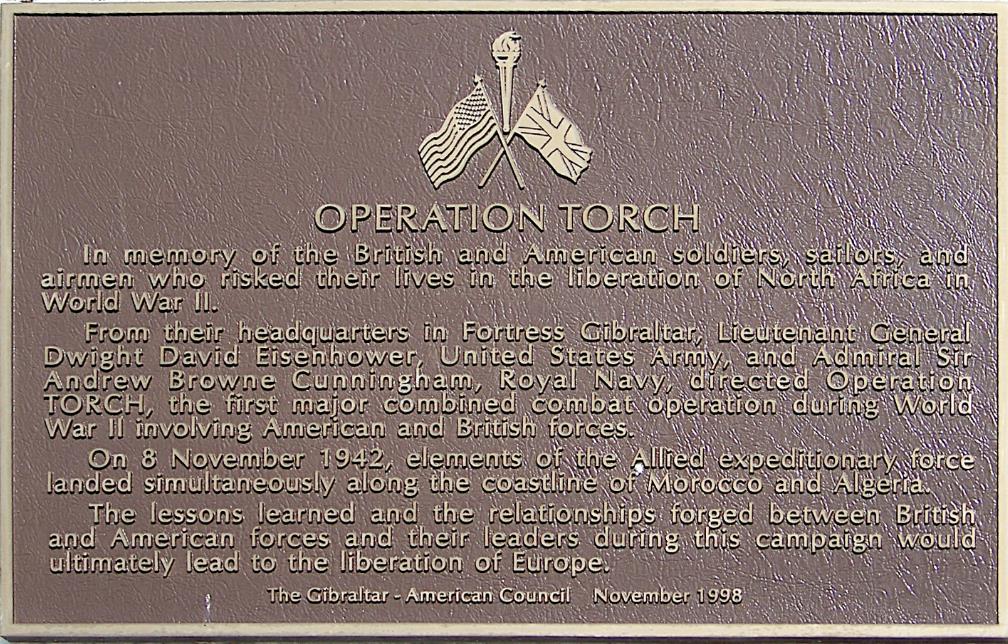 OPERATION TORCH
In memory of the British and American soldiers, sailors, and
airmen who risked their lives in the liberation of North Africa in
World War II.
From their headquarters in Fortress Gibraltar, Lieutenant General
Dwight David Eisenhower, United States Army, and Admiral Sir
Andrew Browne Cunningham, Royal Navy, directed Operation
TORCH, the first major combined combat operation during World
War II involving American and British forces.
On 8 November 1942, elements of the Allied expeditionary force
landed simultaneously along the coastline of Morocco and Algeria.
The lessons learned and the relationships forged between British
and American forces and their leaders during this campaign would
ultimately lead to the liberation of Europe.
The Gibraltar - American Council November 1998